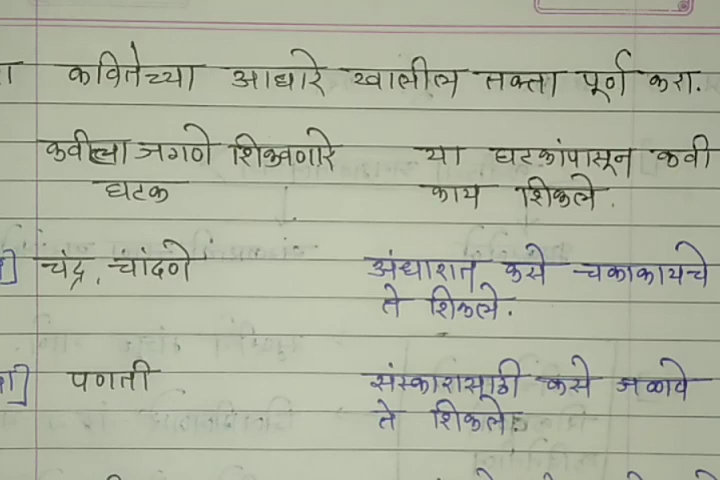 कवितेच्या आधारे खालील तक्ता पूर्ण करा.
कवीला जगणे शिकवणारे या घटकांपासून कवी
घटक काय शिकले.
चंद्र, चांदणे अंधारात कसे चकाकायचे
ते शिकले.
पणती संस्कारासाठी कसे जळावे
ते शिकले.